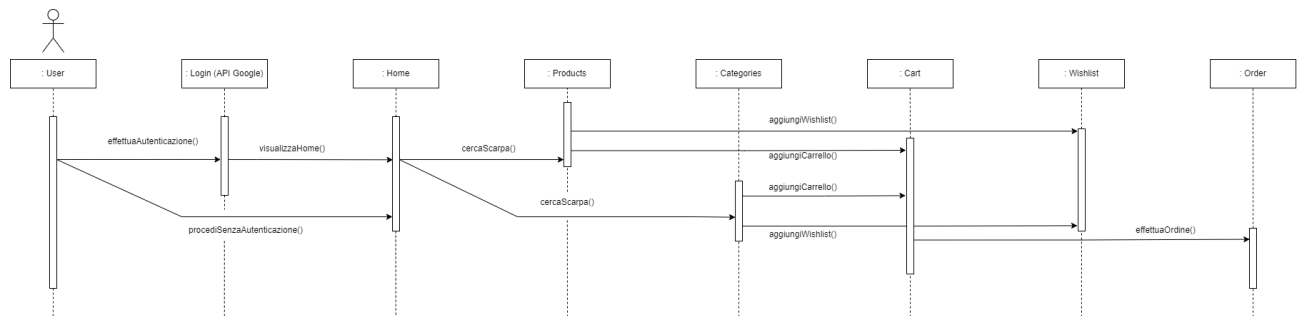 : User
: Login (API Google)
: Home
: Products
: Categories
: Cart
: Wishlist
: Order
aggiungiWishlist()
effettuaAutenticazione()
visualizzaHome()
cercaScarpa()
aggiungiCarrello()
aggiungiCarrello()
cercaScarpa()
procediSenzaAutenticazione()
aggiungiWishlist()
effettuaOrdine()